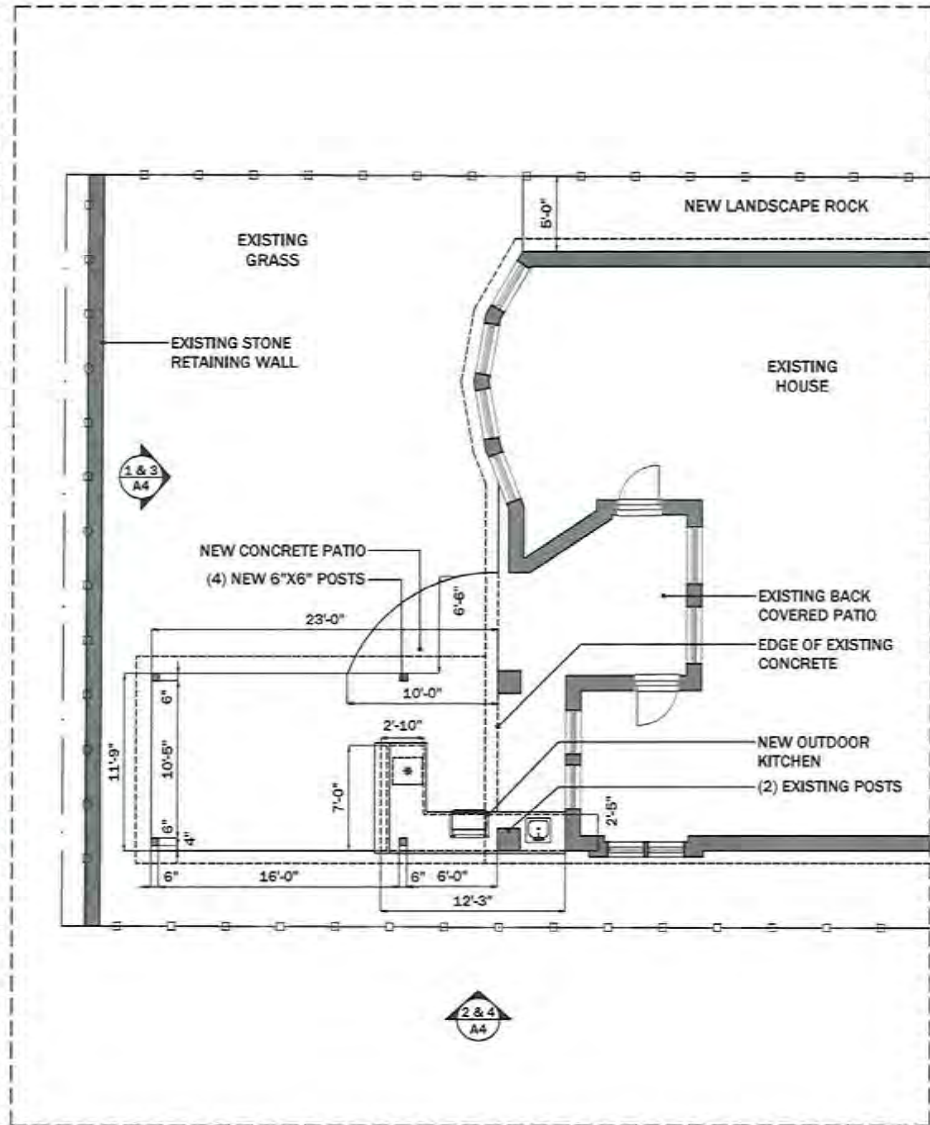 NEW LANDSCAPE ROCK
5'-0"
EXISTING
GRASS
EXISTING STONE
RETAINING WALL
EXISTING
HOUSE
1 & 3
A4
NEW CONCRETE PATIO
(4) NEW 6"X6" POSTS
6'-6"
23'-0"
EXISTING BACK
COVERED PATIO
EDGE OF EXISTING
CONCRETE
10'-0"
6"
2'-10"
11'-9"
10'-5"
NEW OUTDOOR
KITCHEN
(2) EXISTING POSTS
7'-0"
2'-5"
6"
4"
6"
16'-0"
6"
6'-0"
12'-3"
2 & 4
A4